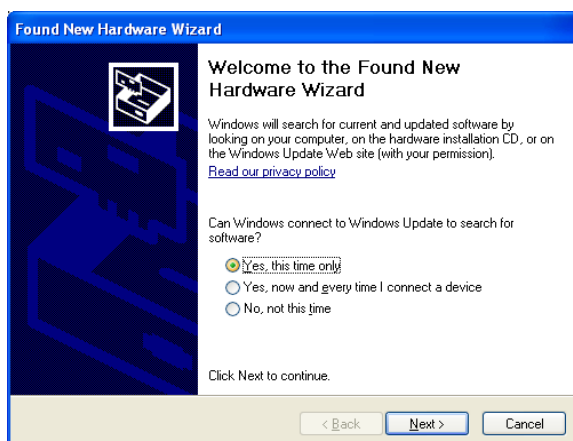 Found New Hardware Wizard
Welcome to the Found New
Hardware Wizard
Windows will search for current and updated software by
looking on your computer, on the hardware installation CD, or on
the Windows Update Web site (with your permission).
Read our privacy policy
Can Windows connect to Windows Update to search for
software?
Yes, this time only
Yes, now and every time I connect a device
No, not this time
Click Next to continue.
< Back
Next >
Cancel